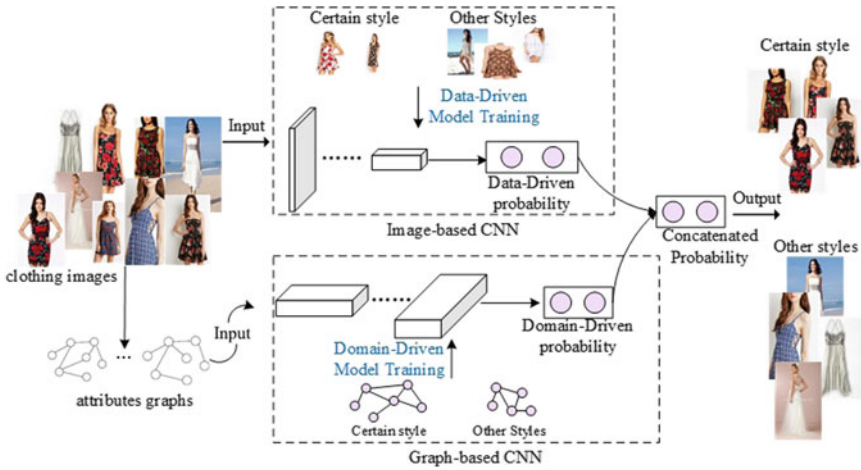 Certain style
Other Styles
Data-Driven
Model Training
Input
Data-Driven
probability
Image-based CNN
clothing images
Input
attributes graphs
Domain-Driven
Model Training
Domain-Driven
probability
Certain style
Other Styles
Graph-based CNN
Concatenated
Probability
Output
Certain style
Other styles